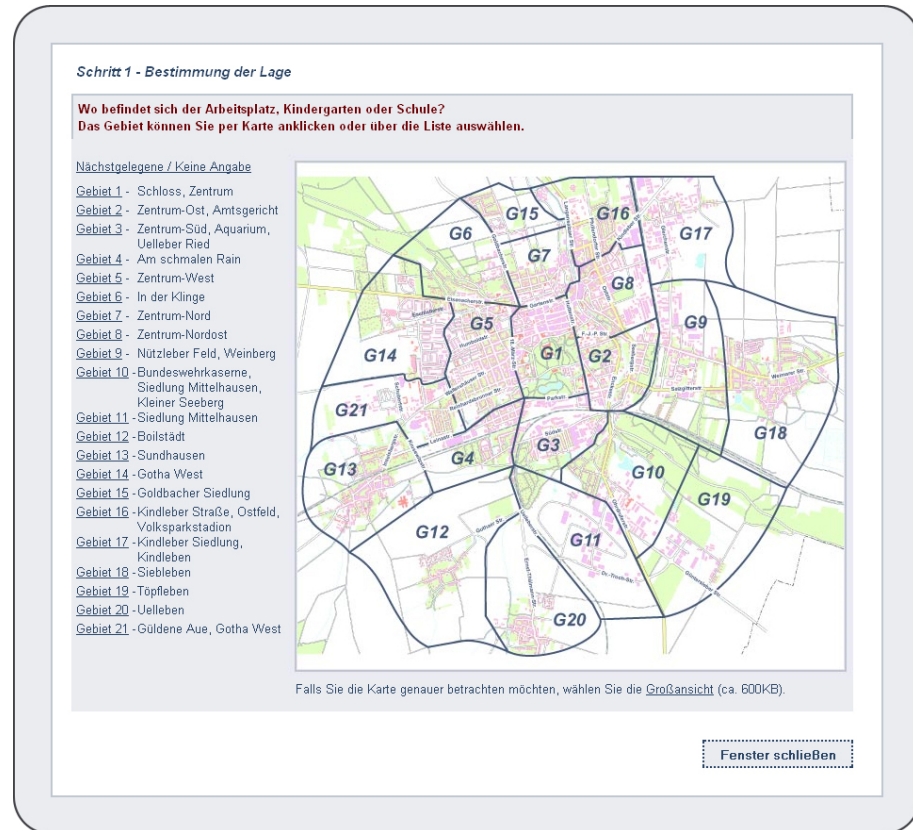 Schritt 1 - Bestimmung der Lage
Wo befindet sich der Arbeitsplatz, Kindergarten oder Schule?
Das Gebiet können Sie per Karte anklicken oder über die Liste auswählen.
Nächstgelegene / Keine Angabe
Gebiet 1 - Schloss, Zentrum
Gebiet 2 - Zentrum-Ost, Amtsgericht
Gebiet 3 - Zentrum-Süd, Aquarium,
Uelleber Ried
Gebiet 4 - Am schmalen Rain
Gebiet 5 - Zentrum-West
Gebiet 6 - In der Klinge
Gebiet 7 - Zentrum-Nord
Gebiet 8 - Zentrum-Nordost
Gebiet 9 - Nützleber Feld, Weinberg
Gebiet 10 - Bundeswehrkaserne,
Siedlung Mittelhausen,
Kleiner Seeberg
Gebiet 11 - Siedlung Mittelhausen
Gebiet 12 - Boilstädt
Gebiet 13 - Sundhausen
Gebiet 14 - Gotha West
Gebiet 15 - Goldbacher Siedlung
Gebiet 16 - Kindleber Straße, Ostfeld,
Volksparkstadion
Gebiet 17 - Kindleber Siedlung,
Kindleben
Gebiet 18 - Siebleben
Gebiet 19 - Töpfleben
Gebiet 20 - Uelleben
Gebiet 21 - Güldene Aue, Gotha West
G15
G16
G6
G17
G7
G8
G5
G9
G14
G1
G2
G21
G18
G3
G4
G13
G10
G19
G12
G11
G20
Falls Sie die Karte genauer betrachten möchten, wählen Sie die Großansicht (ca. 600KB).
Fenster schließen